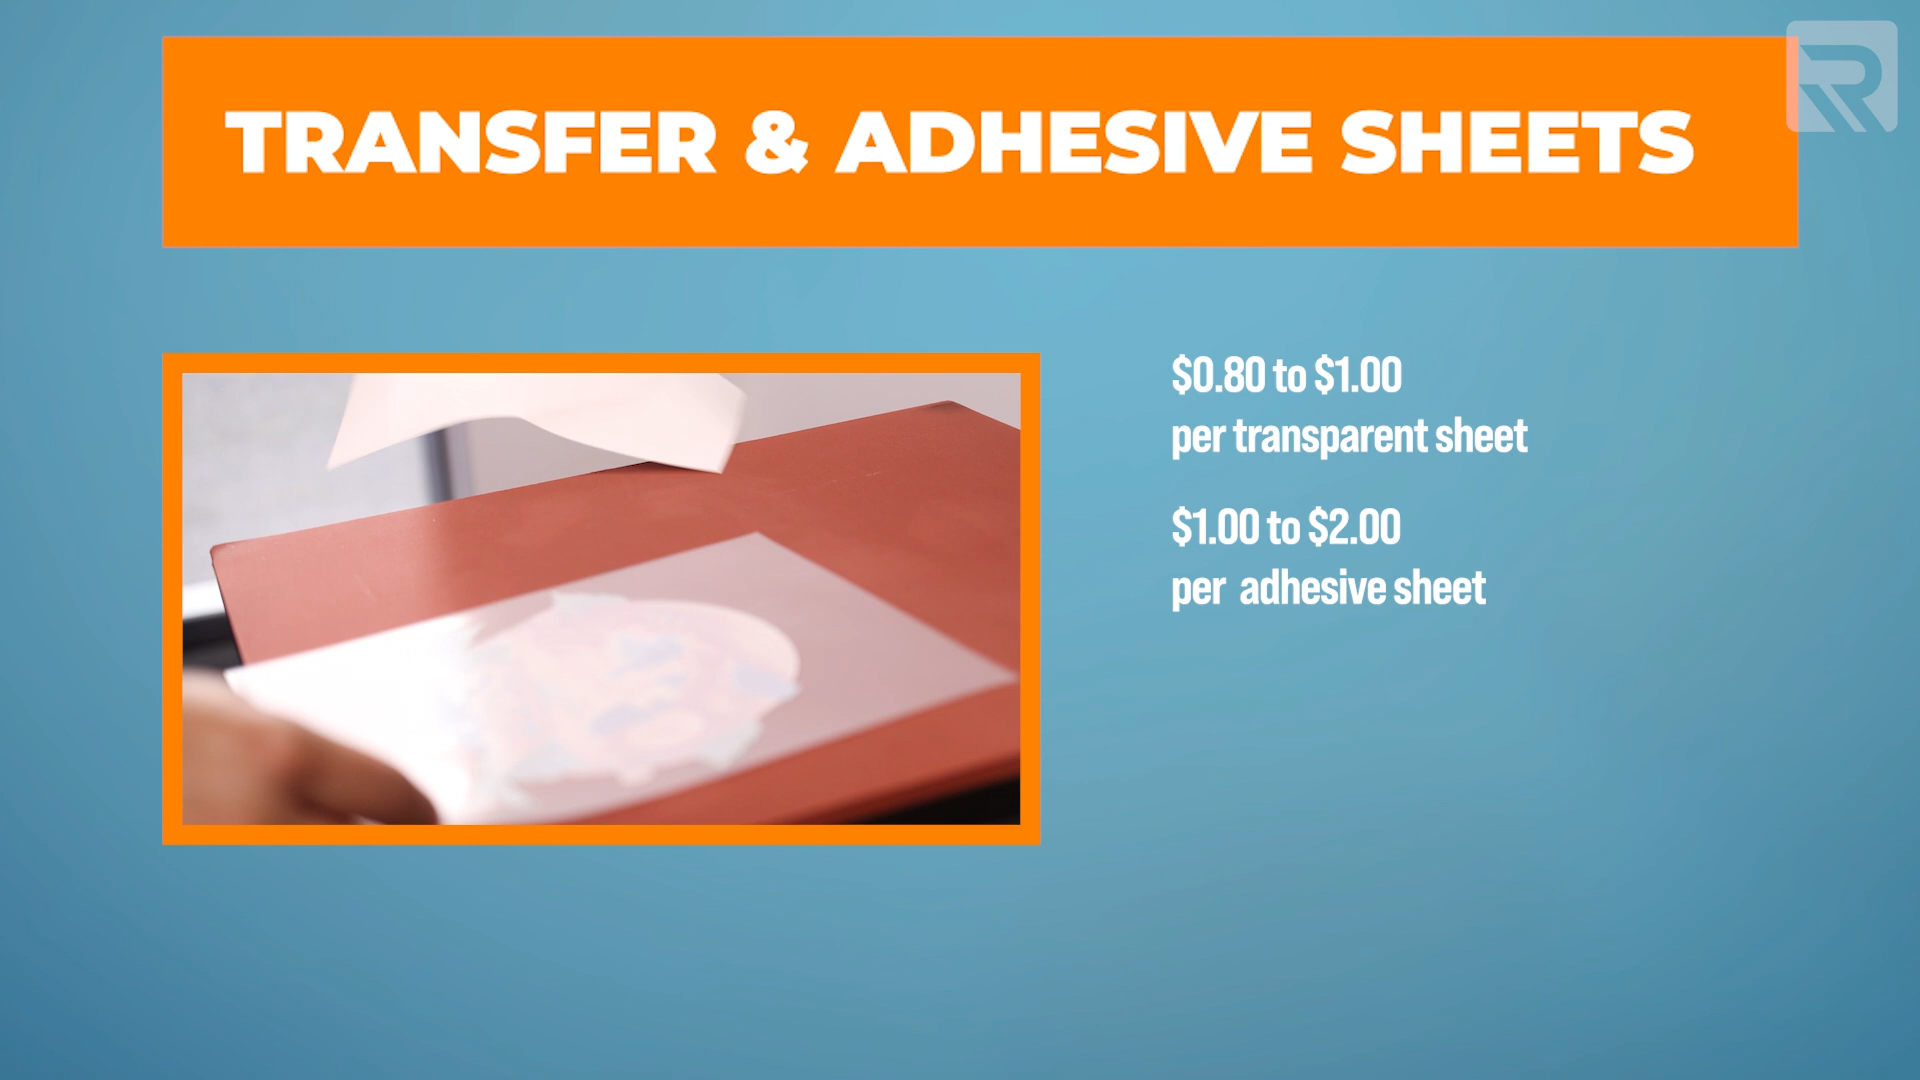 TRANSFER & ADHESIVE SHEETS
$0.80 to $1.00
per transparent sheet
$1.00 to $2.00
per adhesive sheet